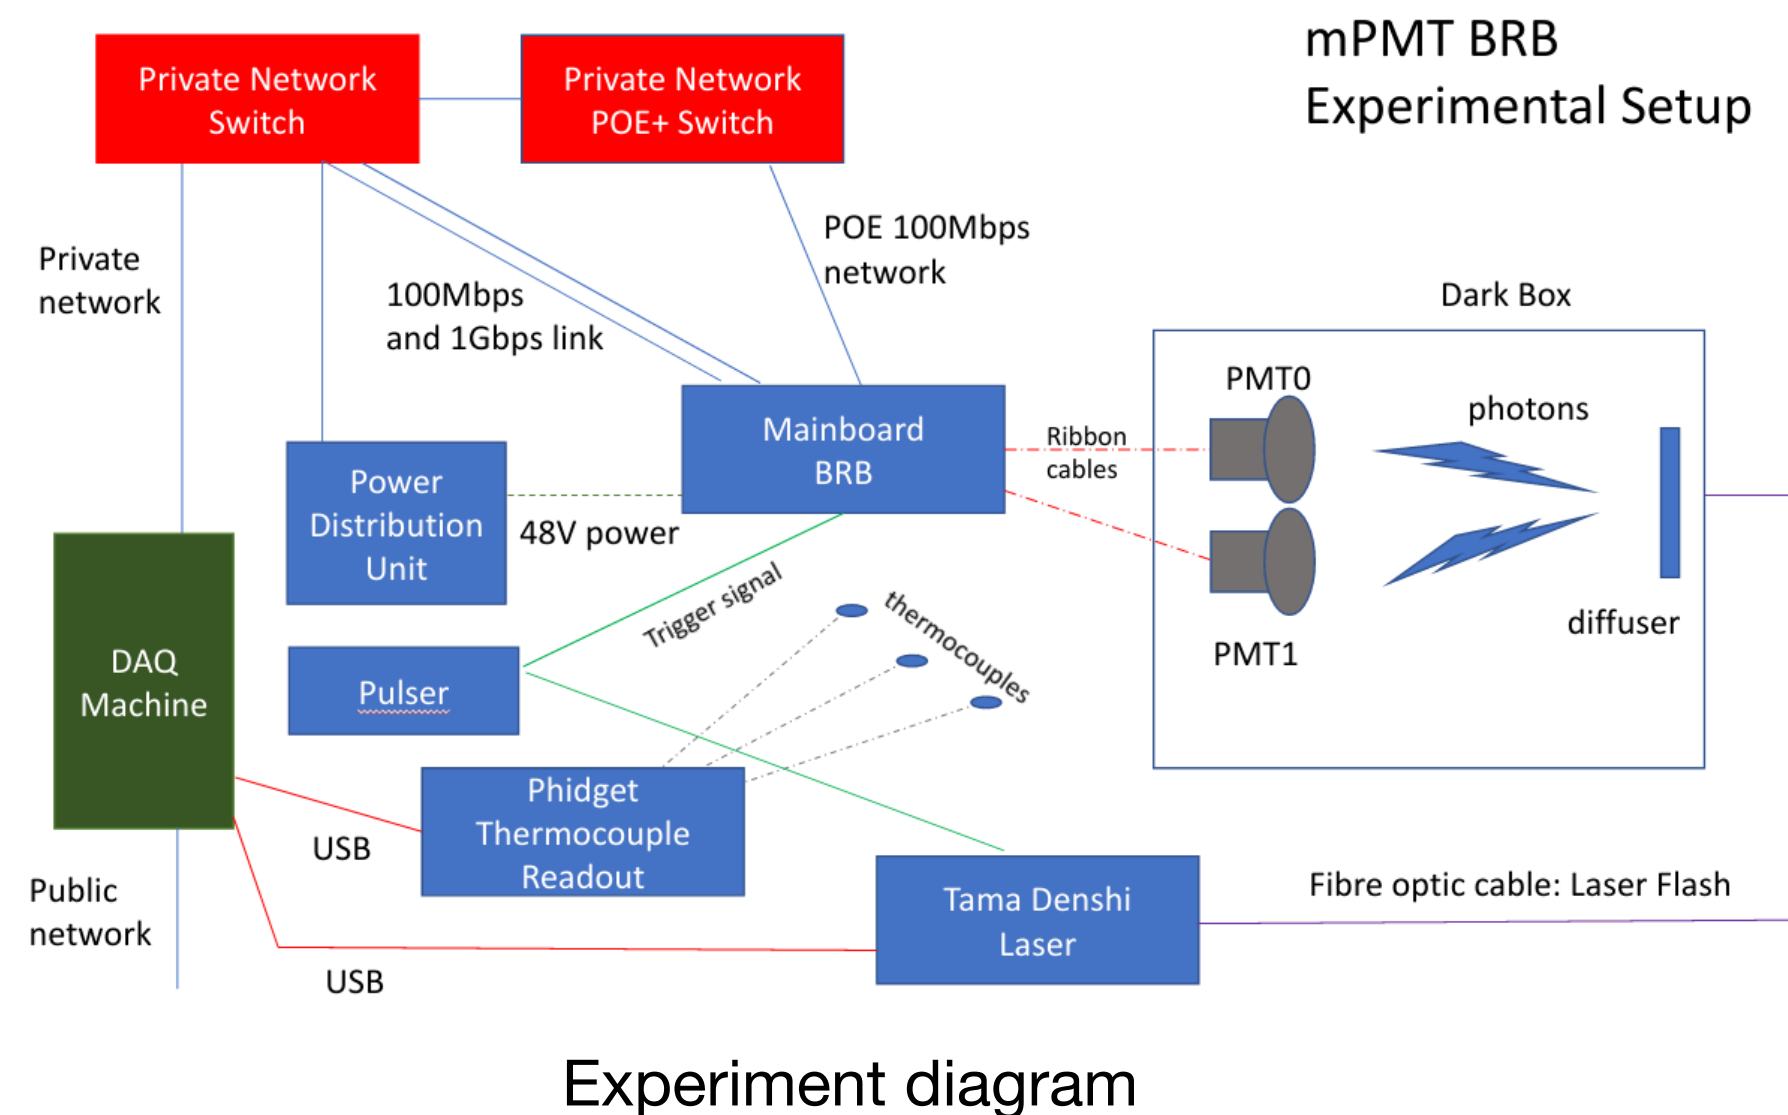 mPMT BRB
Experimental Setup
Private Network
Switch
Private Network
POE+ Switch
Private
network
100Mbps
and 1Gbps link
POE 100Mbps
network
Dark Box
PMT0
photons
Mainboard
BRB
Ribbon
cables
Power
Distribution
Unit
48V power
diffuser
PMT1
Trigger signal
thermocouples
DAQ
Machine
Pulser
Phidget
Thermocouple
Readout
USB
Public
network
Tama Denshi
Laser
Fibre optic cable: Laser Flash
USB
Experiment diagram